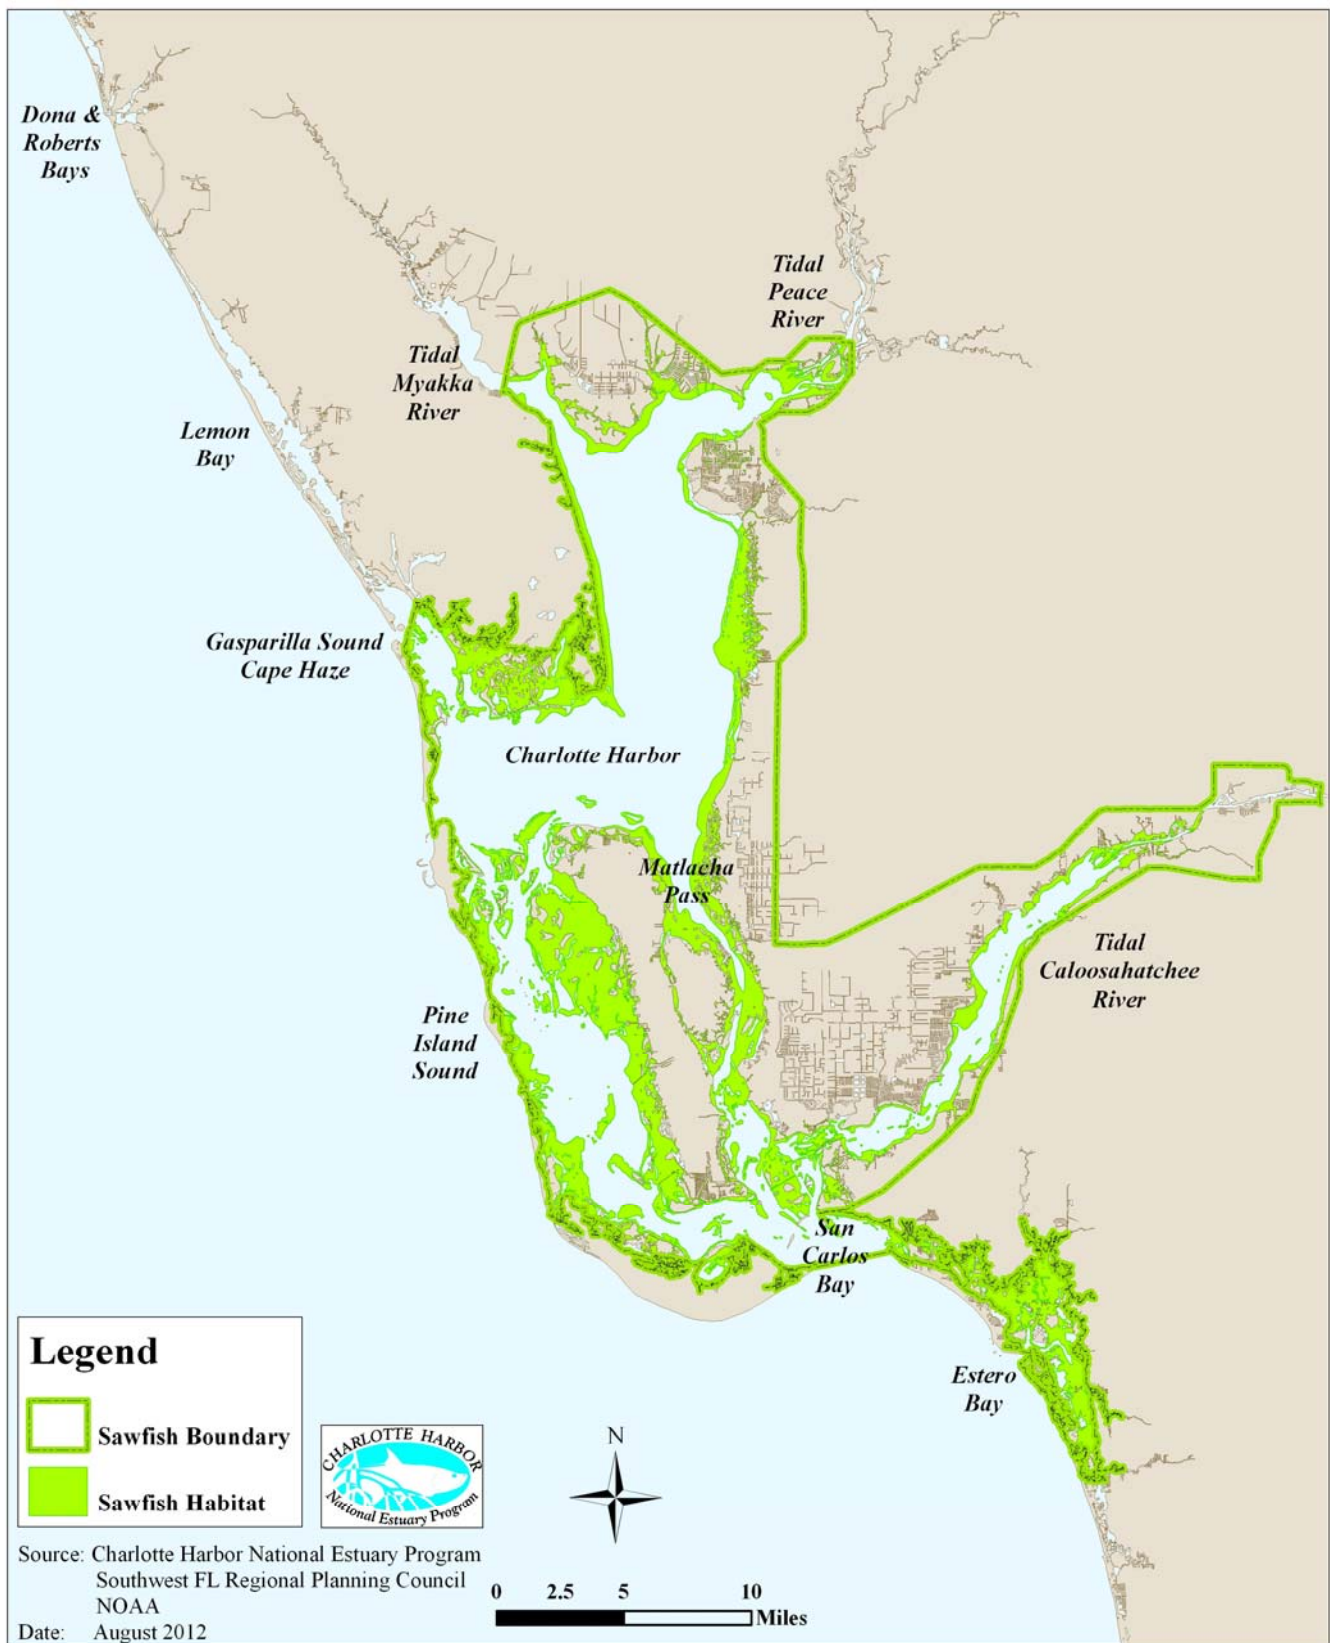 Dona &
Roberts
Bays
Tidal
Peace
River
Tidal
Myakka
River
Lemon
Bay
Gasparilla Sound
Cape Haze
Charlotte Harbor
Matlacha
Pass
Tidal
Caloosahatchee
River
Pine
Island
Sound
San
Carlos
Bay
Estero
Bay
Legend
Sawfish Boundary
Sawfish Habitat
CHARLOTTE HARBOR
National Estuary Program
N
Source: Charlotte Harbor National Estuary Program
Southwest FL Regional Planning Council
NOAA
Date: August 2012
0 2.5 5 10
Miles